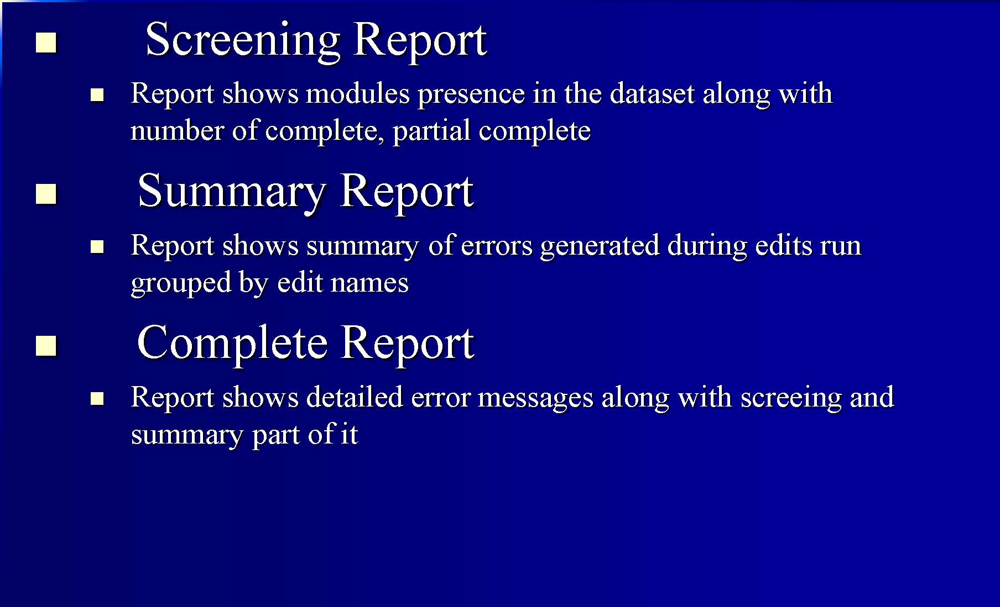 Screening Report
Report shows modules presence in the dataset along with
number of complete, partial complete
Summary Report
Report shows summary of errors generated during edits run
grouped by edit names
Complete Report
Report shows detailed error messages along with screeing and
summary part of it